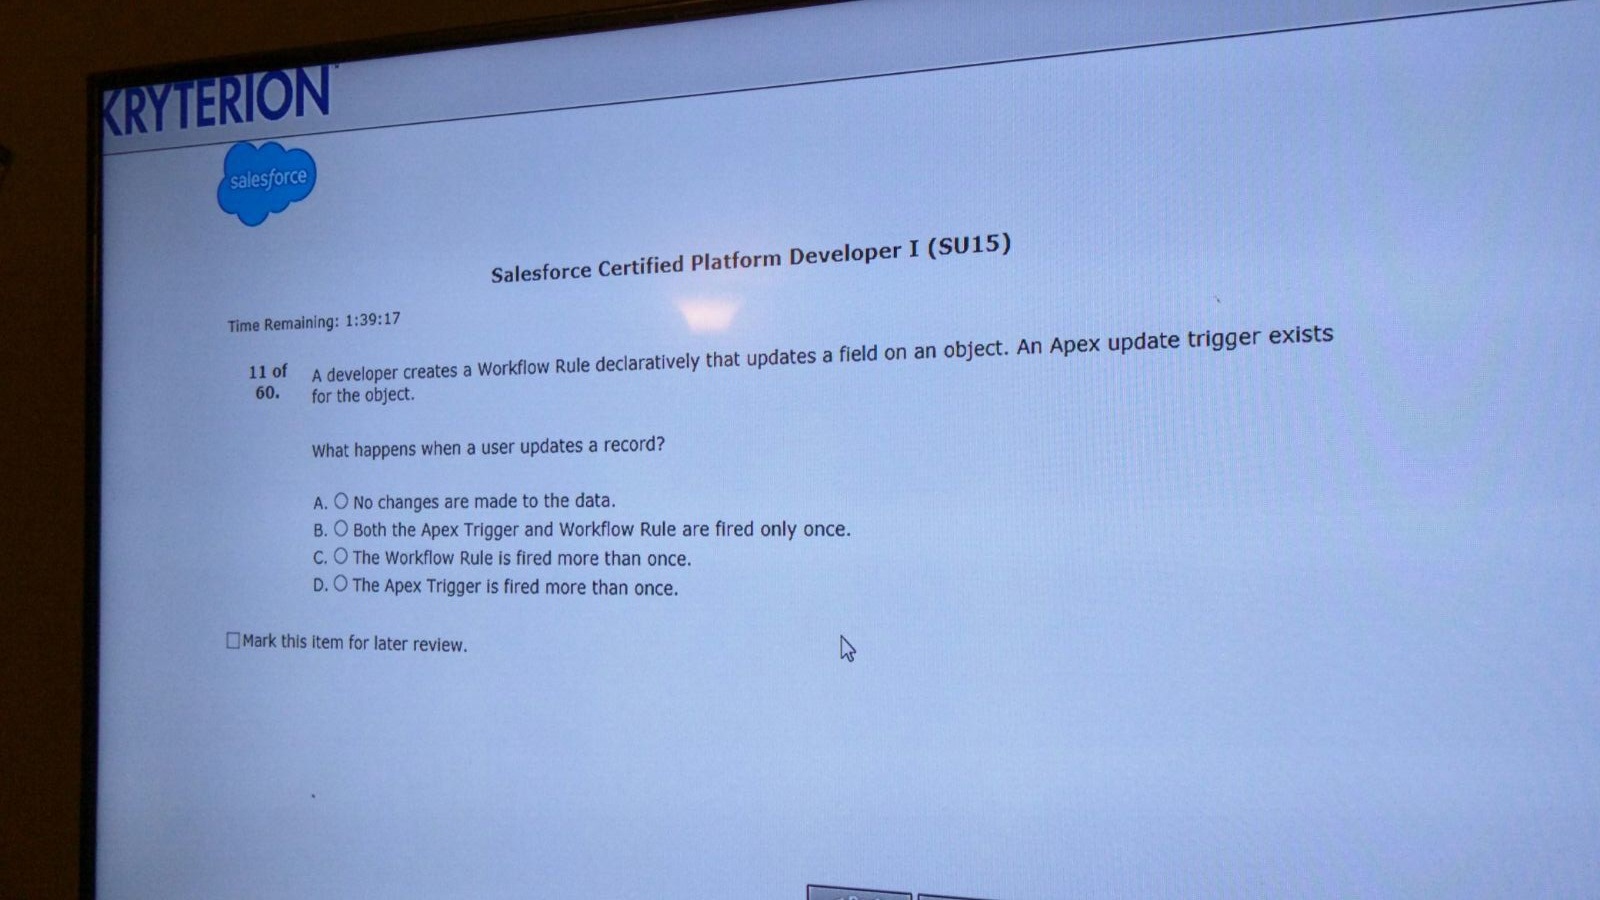 KRYTERION
salesforce
Salesforce Certified Platform Developer I (SU15)
Time Remaining: 1:39:17
11 of
60.
A developer creates a Workflow Rule declaratively that updates a field on an object. An Apex update trigger exists
for the object.
What happens when a user updates a record?
A. No changes are made to the data.
B. Both the Apex Trigger and Workflow Rule are fired only once.
C. The Workflow Rule is fired more than once.
D. The Apex Trigger is fired more than once.
Mark this item for later review.